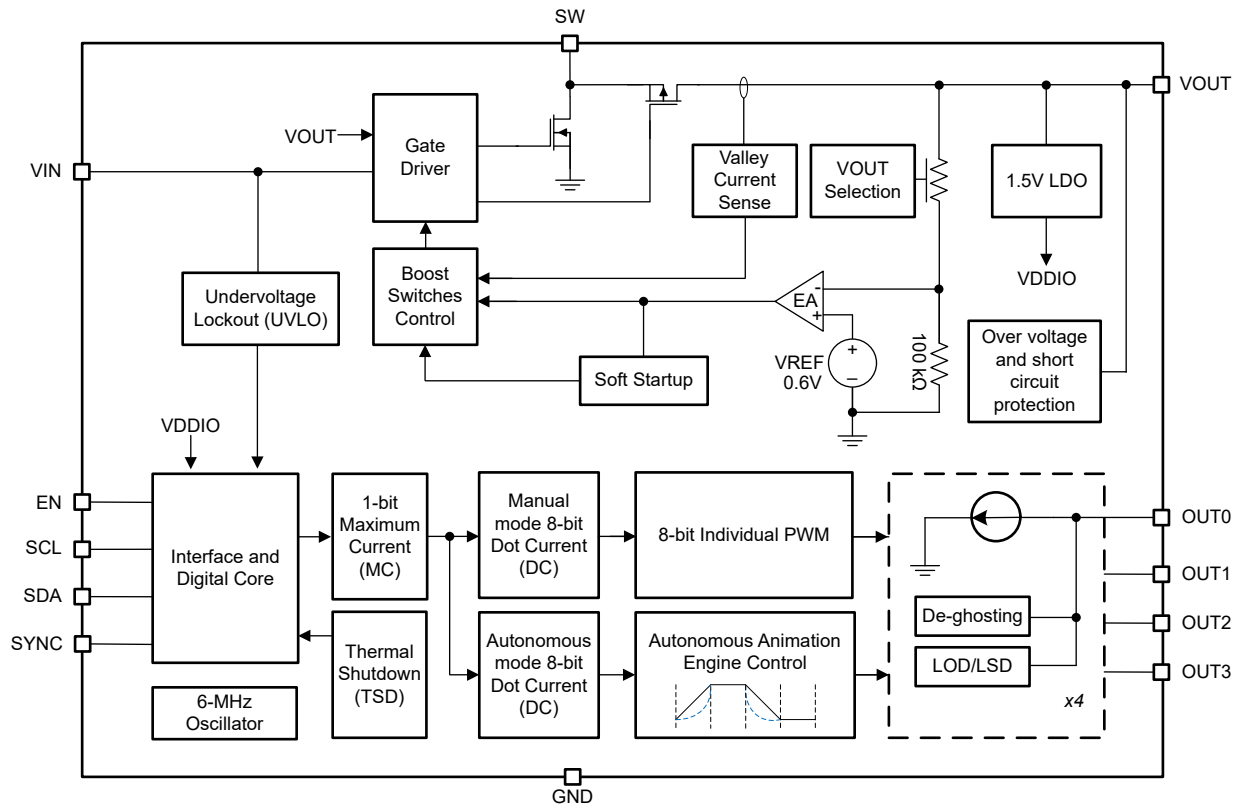 SW
VOUT
VOUT
VIN
Gate
Driver
Valley
Current
Sense
VOUT
Selection
1.5V LDO
VDDIO
Boost
Switches
Control
Undervoltage
Lockout (UVLO)
EA
-
+
VREF
0.6V
+
–
100 kΩ
Over voltage
and short
circuit
protection
Soft Startup
VDDIO
EN
SCL
SDA
SYNC
Interface and
Digital Core
1-bit
Maximum
Current
(MC)
Manual
mode 8-bit
Dot Current
(DC)
8-bit Individual PWM
Thermal
Shutdown
(TSD)
Autonomous
mode 8-bit
Dot Current
(DC)
Autonomous Animation
Engine Control
6-MHz
Oscillator
De-ghosting
LOD/LSD
x4
OUT0
OUT1
OUT2
OUT3
GND